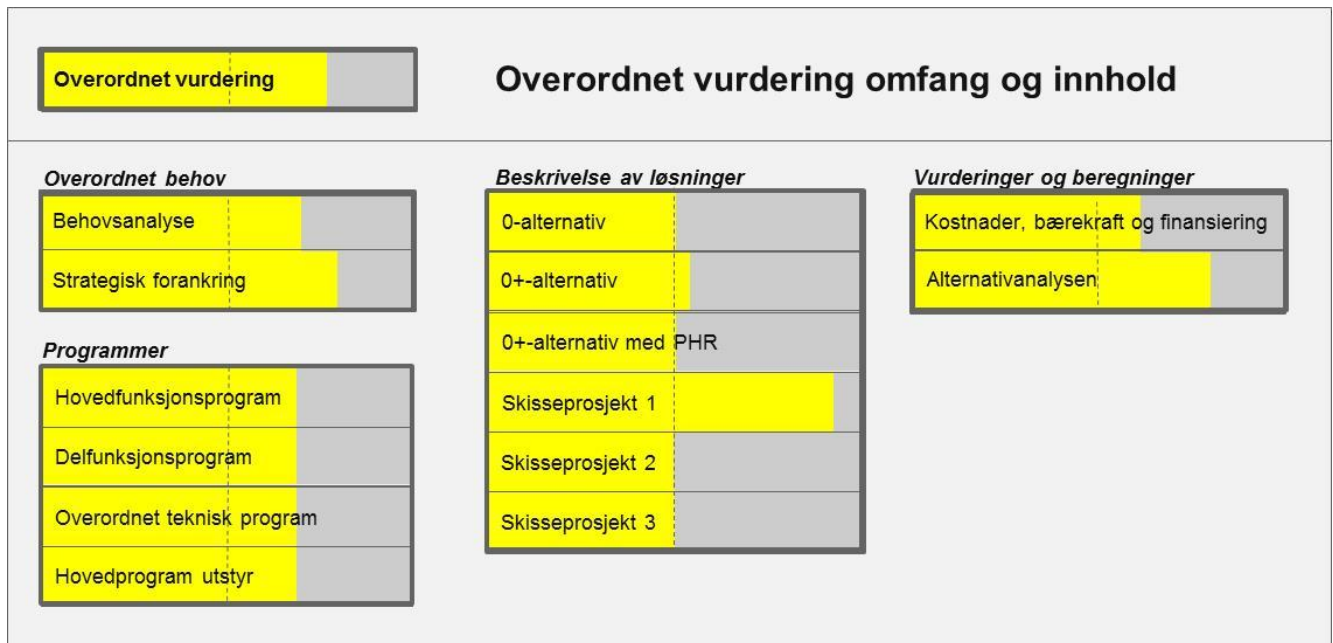 Overordnet vurdering
Overordnet vurdering omfang og innhold
Overordnet behov
Behovsanalyse
Strategisk forankring
Programmer
Hovedfunksjonsprogram
Delfunksjonsprogram
Overordnet teknisk program
Hovedprogram utstyr
Beskrivelse av løsninger
0-alternativ
0+-alternativ
0+-alternativ med PHR
Skisseprosjekt 1
Skisseprosjekt 2
Skisseprosjekt 3
Vurderinger og beregninger
Kostnader, bærekraft og finansiering
Alternativanalysen